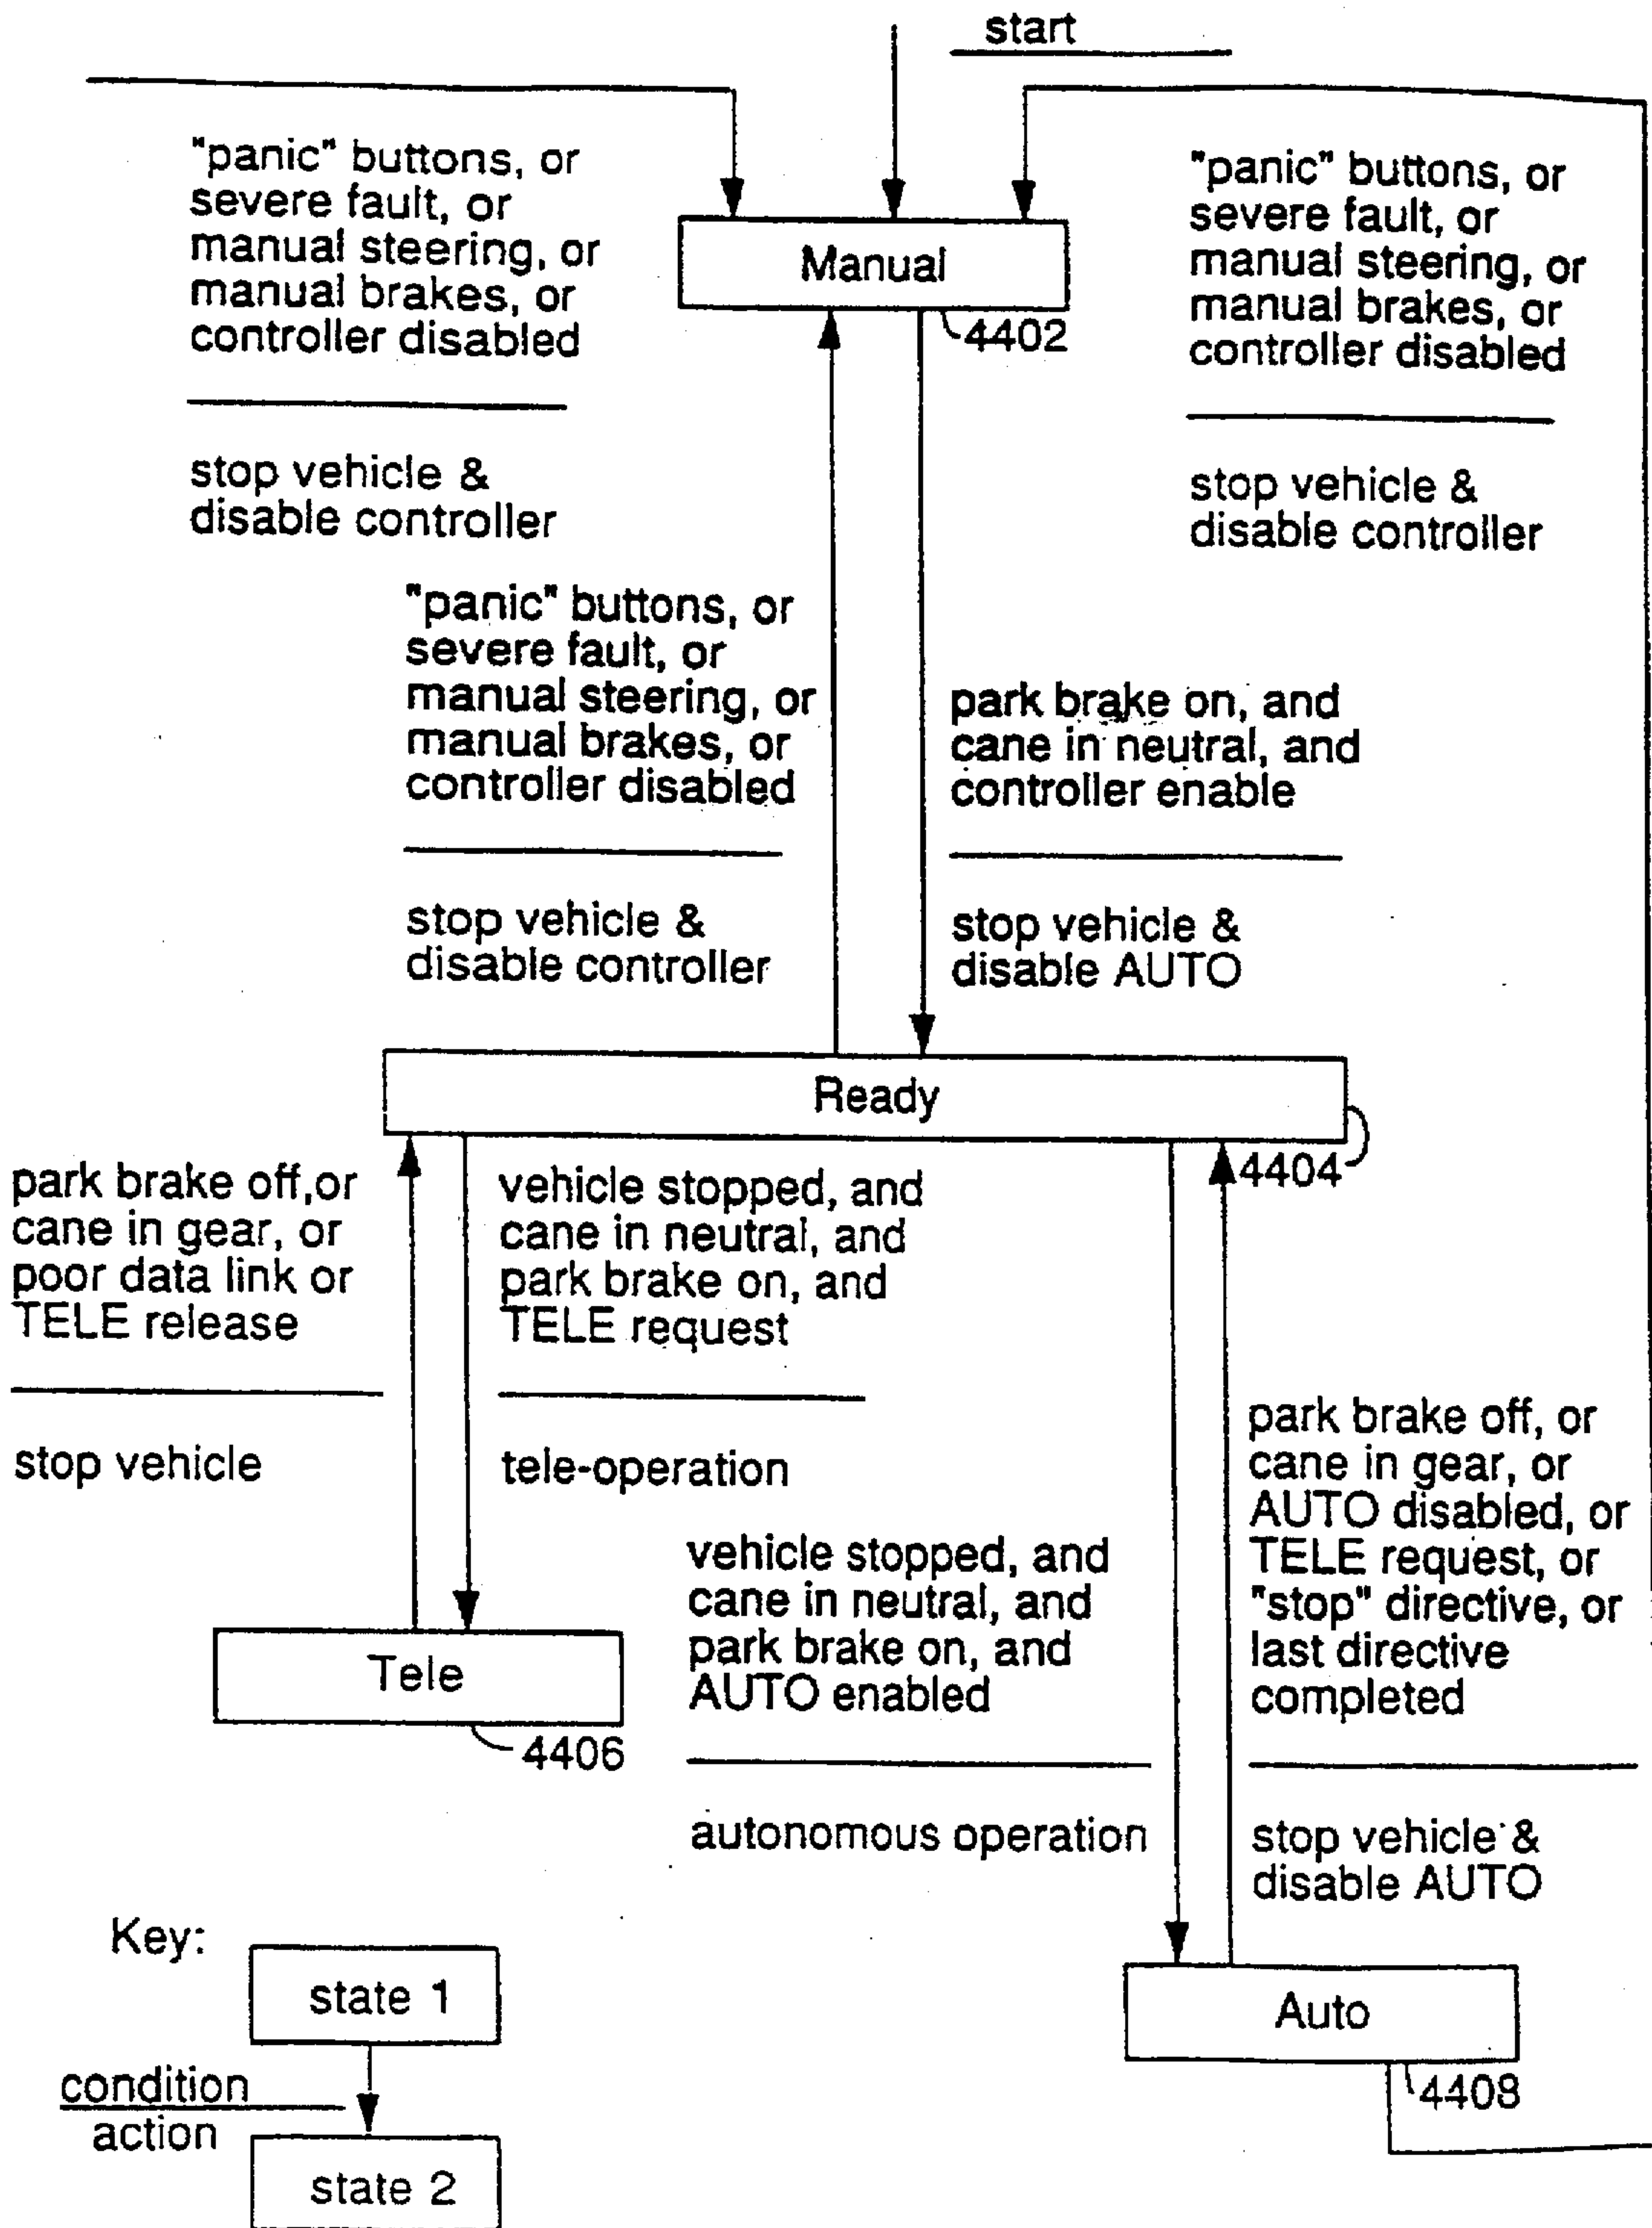 start
"panic" buttons, or
severe fault, or
manual steering, or
manual brakes, or
controller disabled
stop vehicle &
disable controller
Manual
4402
"panic" buttons, or
severe fault, or
manual steering, or
manual brakes, or
controller disabled
stop vehicle &
disable controller
"panic" buttons, or
severe fault, or
manual steering, or
manual brakes, or
controller disabled
stop vehicle &
disable controller
park brake on, and
cane in neutral, and
controller enable
stop vehicle &
disable AUTO
Ready
4404
park brake off,or
cane in gear, or
poor data link or
TELE release
stop vehicle
vehicle stopped, and
cane in neutral, and
park brake on, and
TELE request
tele-operation
Tele
4406
vehicle stopped, and
cane in neutral, and
park brake on, and
AUTO enabled
autonomous operation
park brake off, or
cane in gear, or
AUTO disabled, or
TELE request, or
"stop" directive, or
last directive
completed
stop vehicle &
disable AUTO
Auto
4408
Key:
state 1
condition
action
state 2